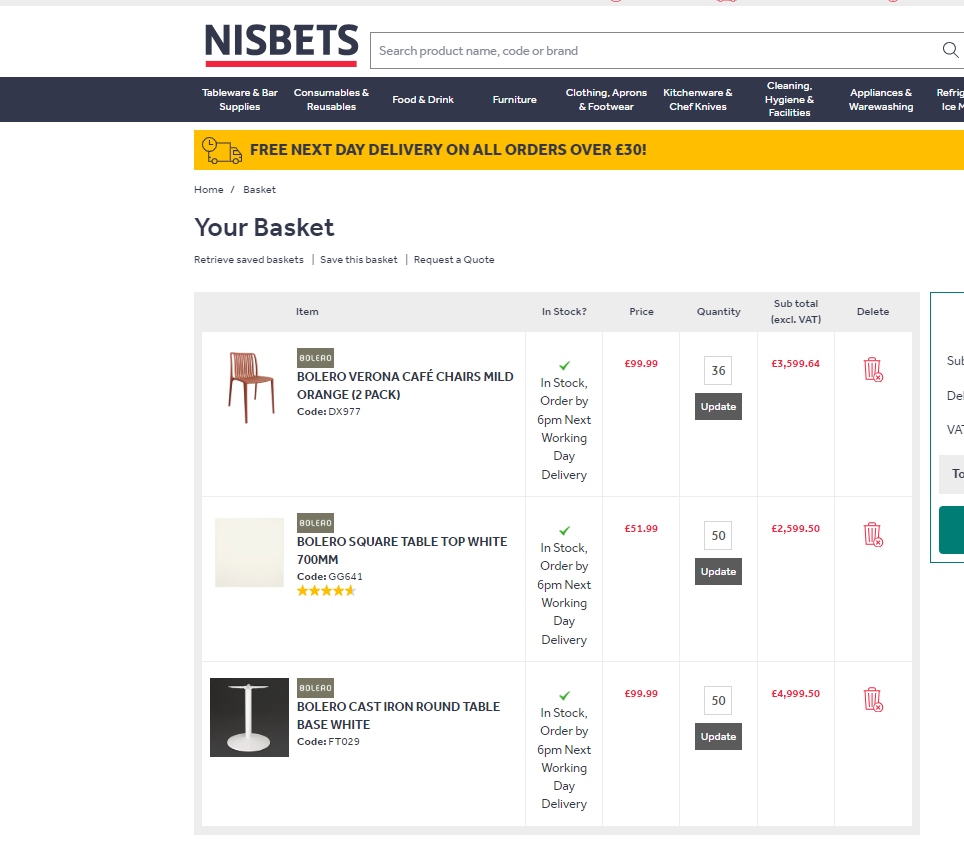 NISBETS
Search product name, code or brand
Tableware & Bar Supplies
Consumables & Reusables
Food & Drink
Furniture
Clothing, Aprons & Footwear
Kitchenware & Chef Knives
Cleaning, Hygiene & Facilities
Appliances & Warewashing
Refrig
Ice M
FREE NEXT DAY DELIVERY ON ALL ORDERS OVER £30!
Home / Basket
Your Basket
Retrieve saved baskets | Save this basket | Request a Quote
Item In Stock? Price Quantity Sub total (excl. VAT) Delete
BOLERO
BOLERO VERONA CAFÉ CHAIRS MILD
ORANGE (2 PACK)
Code: DX977
In Stock,
Order by
6pm Next
Working
Day
Delivery
£99.99
36
Update
£3,599.64
BOLERO
BOLERO SQUARE TABLE TOP WHITE
700MM
Code: GG641
In Stock,
Order by
6pm Next
Working
Day
Delivery
£51.99
50
Update
£2,599.50
BOLERO
BOLERO CAST IRON ROUND TABLE
BASE WHITE
Code: FT029
In Stock,
Order by
6pm Next
Working
Day
Delivery
£99.99
50
Update
£4,999.50
Sub
Del
VAT
To